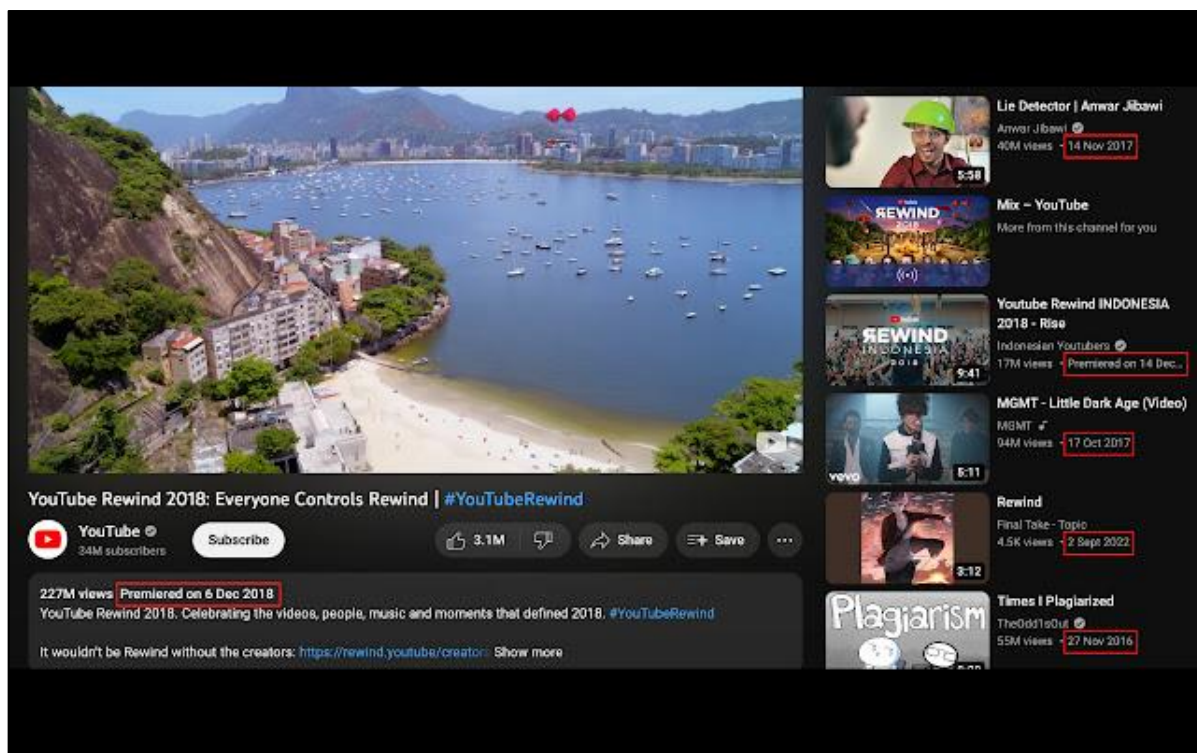 YouTube Rewind 2018: Everyone Controls Rewind | #YouTubeRewind
YouTube
34M subscribers
Subscribe
3.1M
Share
Save
227M views Premiered on 6 Dec 2018
YouTube Rewind 2018. Celebrating the videos, people, music and moments that defined 2018. #YouTubeRewind
It wouldn't be Rewind without the creators: https://rewind.youtube/creator Show more
Lie Detector | Anwar Jibawi
Anwar Jibawi
40M views • 14 Nov 2017
5:58
REWIND
2018
Mix – YouTube
More from this channel for you
YouTube
REWIND
INDONESIA
2018
9:41
Youtube Rewind INDONESIA
2018 - Rise
Indonesian Youtubers
17M views • Premiered on 14 Dec...
vevo
5:11
MGMT - Little Dark Age (Video)
MGMT
94M views • 17 Oct 2017
3:12
Rewind
Final Take - Topic
4.5K views • 2 Sept 2022
Plagiarism
Times I Plagiarized
TheOdd1sOut
55M views • 27 Nov 2016